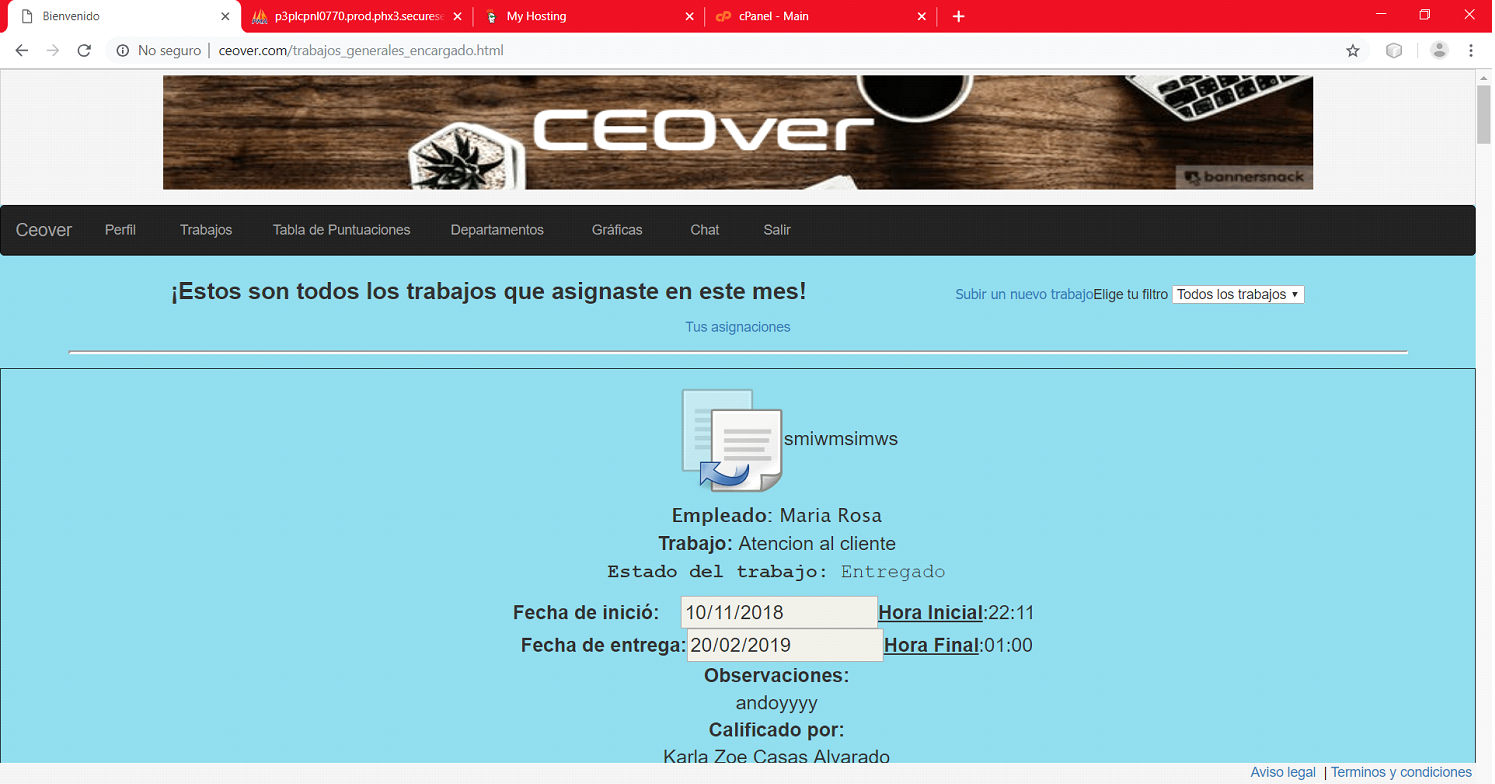 Bienvenido
p3plcpnl0770.prod.phx3.securese
My Hosting
cPanel - Main
No seguro | ceover.com/trabajos_generales_encargado.html
CEOver
bannersnack
Ceover Perfil Trabajos Tabla de Puntuaciones Departamentos Gráficas Chat Salir
¡Estos son todos los trabajos que asignaste en este mes!
Subir un nuevo trabajoElige tu filtro Todos los trabajos
Tus asignaciones
smiwmsimws
Empleado: Maria Rosa
Trabajo: Atencion al cliente
Estado del trabajo: Entregado
Fecha de inició: 10/11/2018 Hora Inicial:22:11
Fecha de entrega: 20/02/2019 Hora Final:01:00
Observaciones:
andoyyyy
Calificado por:
Karla Zoe Casas Alvarado
Aviso legal | Terminos y condiciones